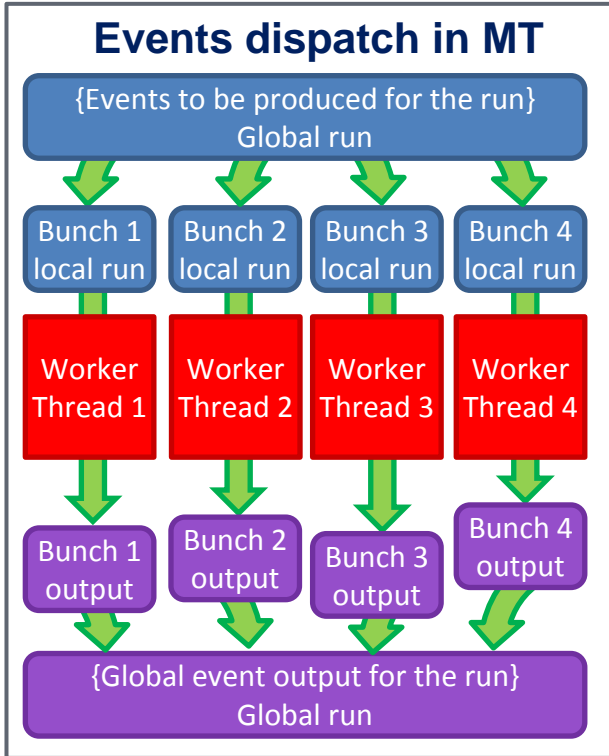 Events dispatch in MT
{Events to be produced for the run}
Global run
Bunch 1
local run
Bunch 2
local run
Bunch 3
local run
Bunch 4
local run
Worker
Thread 1
Worker
Thread 2
Worker
Thread 3
Worker
Thread 4
Bunch 1
output
Bunch 2
output
Bunch 3
output
Bunch 4
output
{Global event output for the run}
Global run